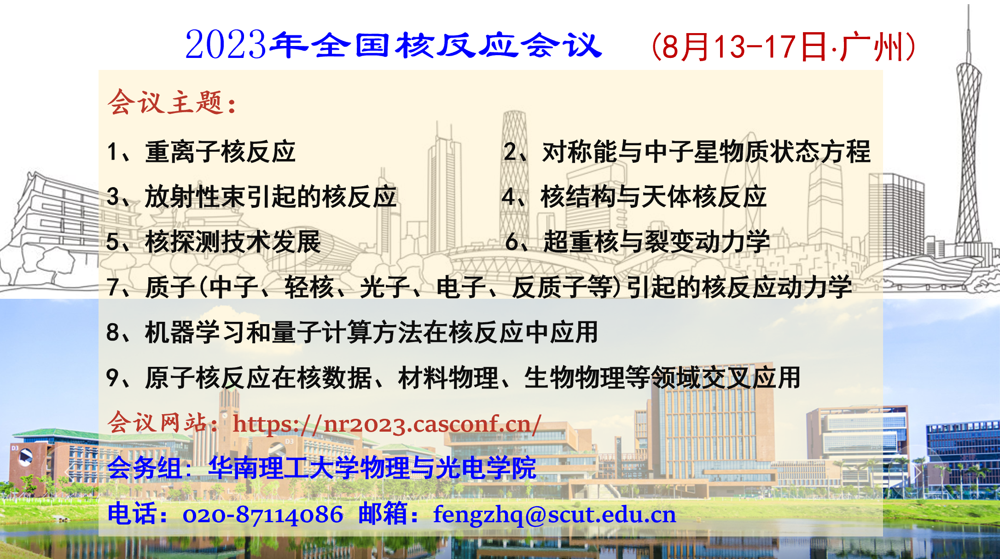 2023年全国核反应会议 (8月13-17日·广州)
会议主题：
1、重离子核反应 2、对称能与中子星物质状态方程
3、放射性束引起的核反应 4、核结构与天体核反应
5、核探测技术发展 6、超重核与裂变动力学
7、质子(中子、轻核、光子、电子、反质子等)引起的核反应动力学
8、机器学习和量子计算方法在核反应中应用
9、原子核反应在核数据、材料物理、生物物理等领域交叉应用
会议网站：https://nr2023.casconf.cn/
会务组：华南理工大学物理与光电学院
电话：020-87114086 邮箱：fengzhq@scut.edu.cn
D3
D3